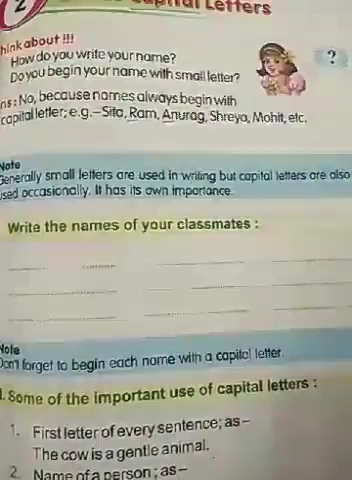 2 Capital Letters
hink about !!!
How do you write your name?
Do you begin your name with small letter?
?
ns : No, because names always begin with
capital letter; e.g.– Sita, Ram, Anurag, Shreya, Mohit, etc.
Note
Generally small letters are used in writing but capital letters are also
used occasionally. It has its own importance.
Write the names of your classmates :
Note
Don't forget to begin each name with a capital letter.
I. Some of the important use of capital letters :
1. First letter of every sentence; as–
The cow is a gentle animal.
2. Name of a person ; as–